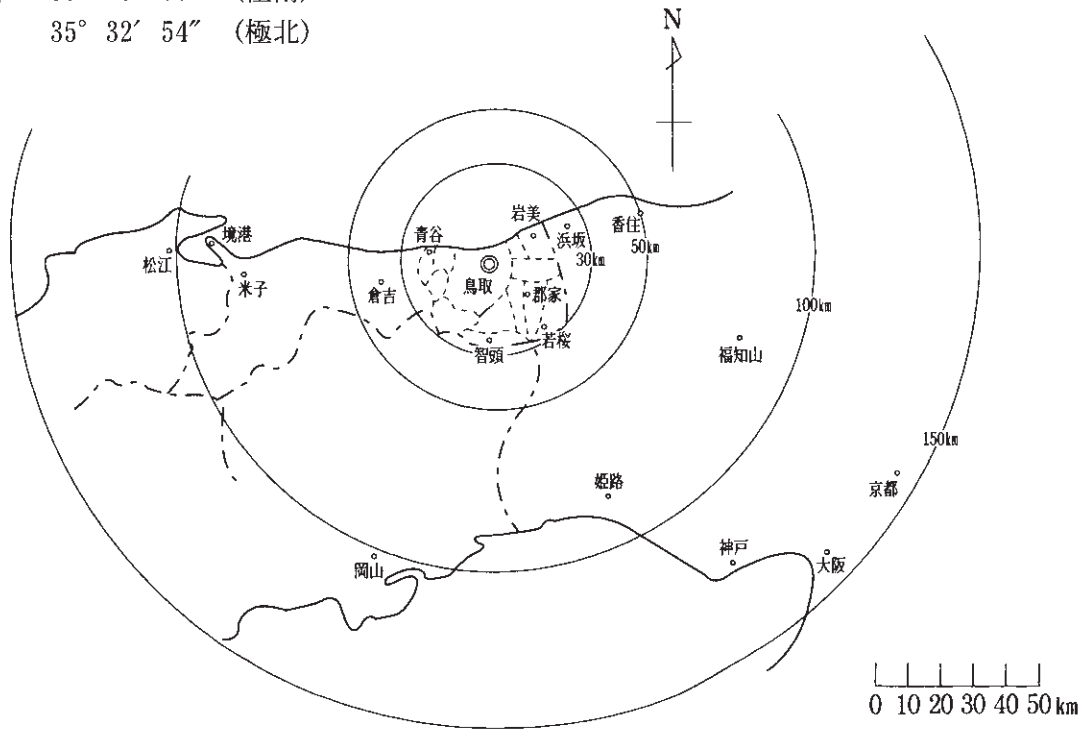 35° 32′ 54″ (極北)
N
岩美
香住
青谷
浜坂
境港
50km
30km
松江
鳥取
米子
倉吉
郡家
100km
若桜
智頭
福知山
150km
姫路
京都
神戸
岡山
大阪
0 10 20 30 40 50km